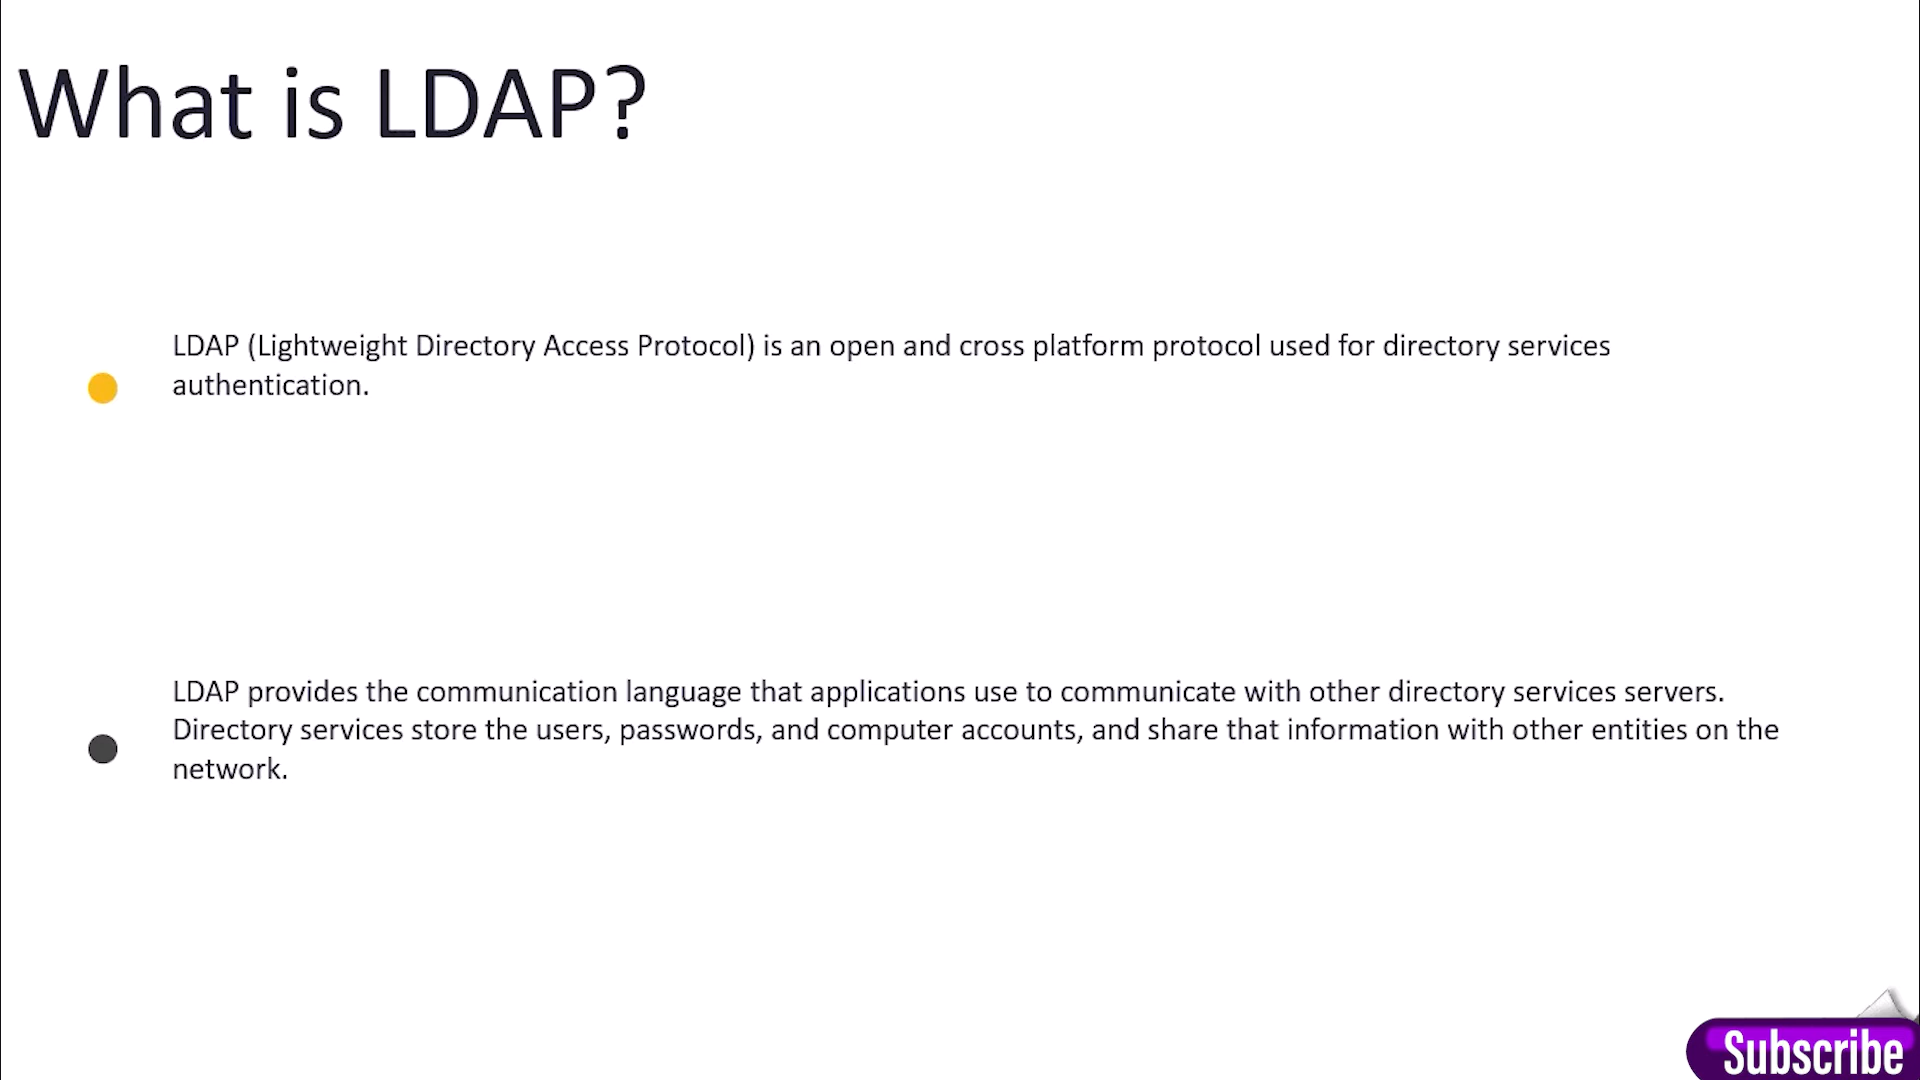 What is LDAP?
LDAP (Lightweight Directory Access Protocol) is an open and cross platform protocol used for directory services
authentication.
LDAP provides the communication language that applications use to communicate with other directory services servers.
Directory services store the users, passwords, and computer accounts, and share that information with other entities on the
network.
Subscribe